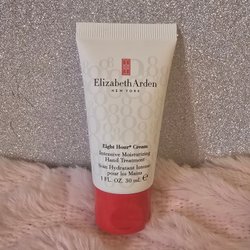 Elizabeth Arden
NEW YORK
Eight Hour® Cream
Intensive Moisturizing
Hand Treatment
Soin Hydratant Intense
pour les Mains
1 FL. OZ. 30 mL ℮